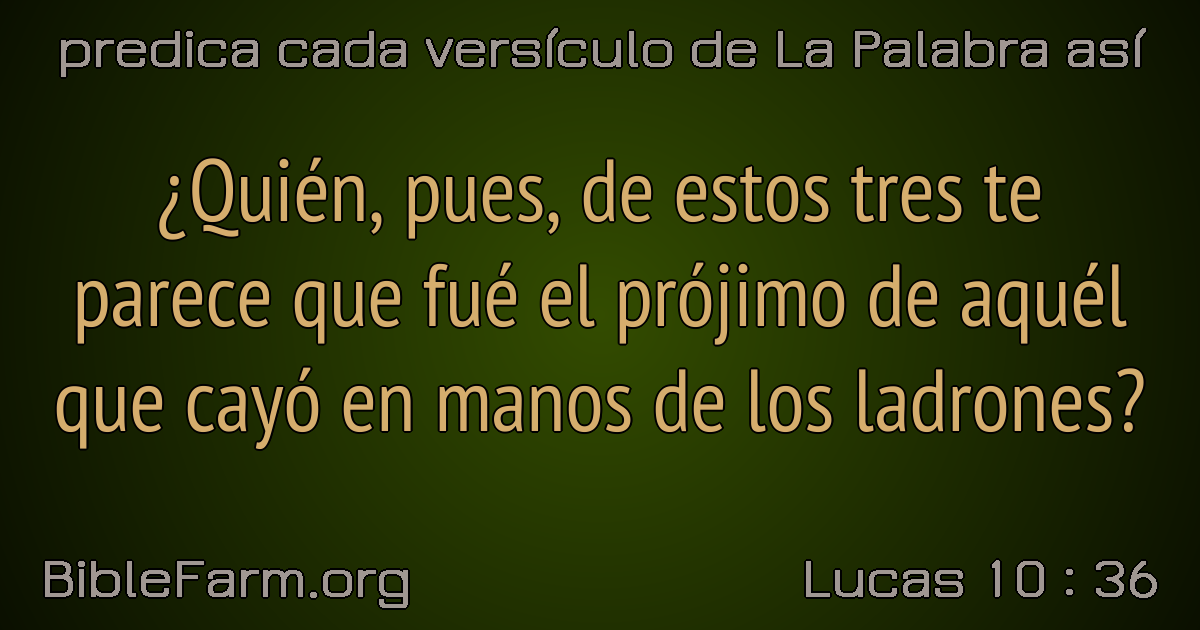 predica cada versículo de La Palabra así
¿Quién, pues, de estos tres te
parece que fué el prójimo de aquél
que cayó en manos de los ladrones?
BibleFarm.org
Lucas 10 : 36